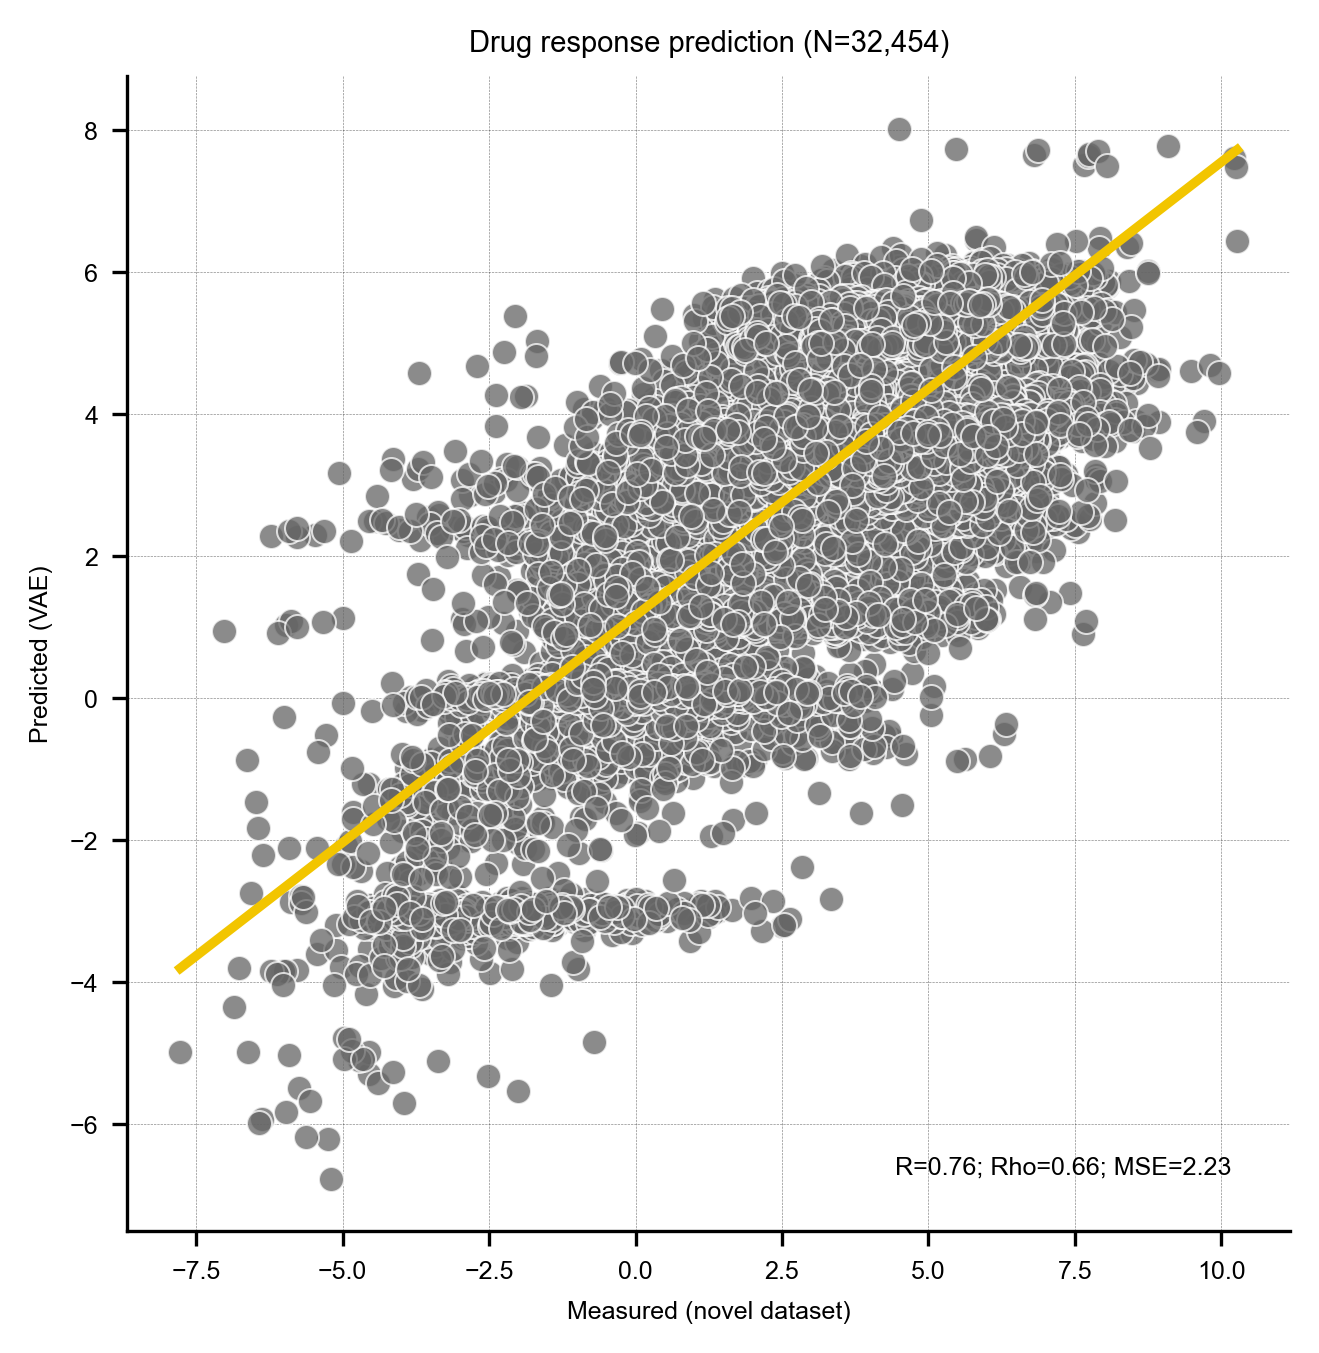 Drug response prediction (N=32,454)
8
6
4
2
0
−2
−4
−6
Predicted (VAE)
R=0.76; Rho=0.66; MSE=2.23
−7.5 −5.0 −2.5 0.0 2.5 5.0 7.5 10.0
Measured (novel dataset)